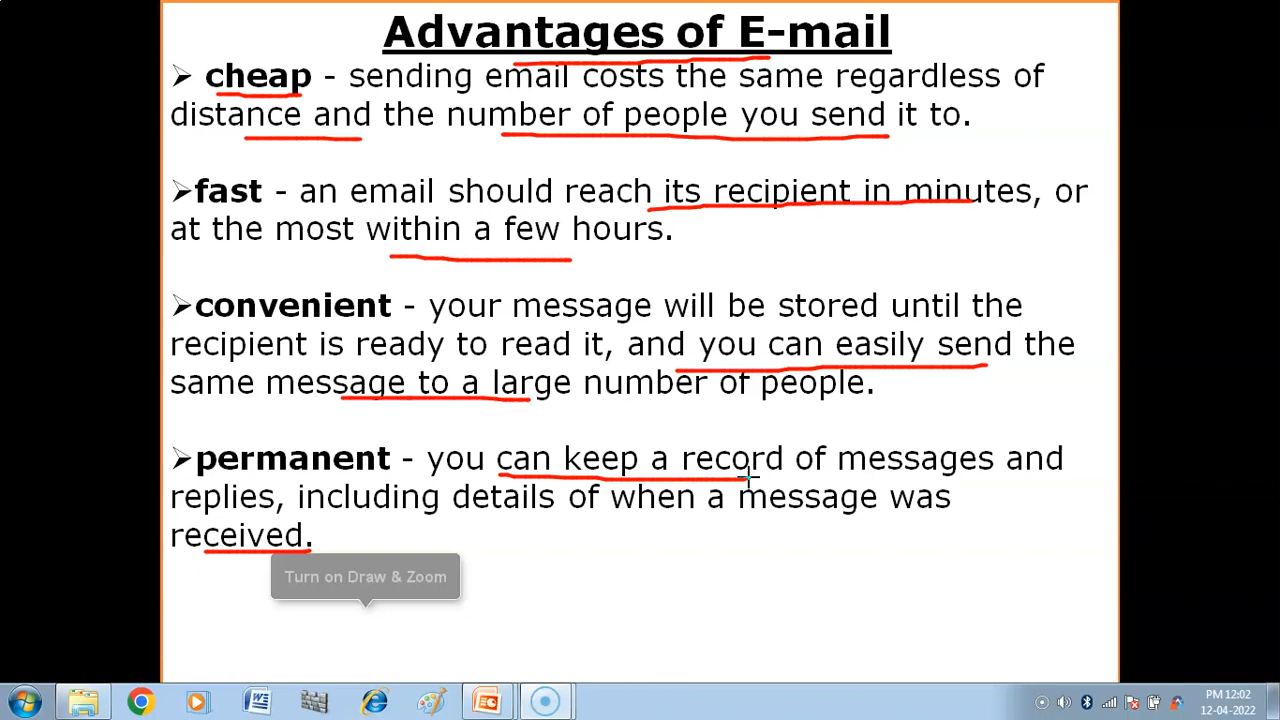 Advantages of E-mail
➢ cheap - sending email costs the same regardless of
distance and the number of people you send it to.
➢fast - an email should reach its recipient in minutes, or
at the most within a few hours.
➢convenient - your message will be stored until the
recipient is ready to read it, and you can easily send the
same message to a large number of people.
➢permanent - you can keep a record of messages and
replies, including details of when a message was
received.
Turn on Draw & Zoom
PM 12:02
12-04-2022